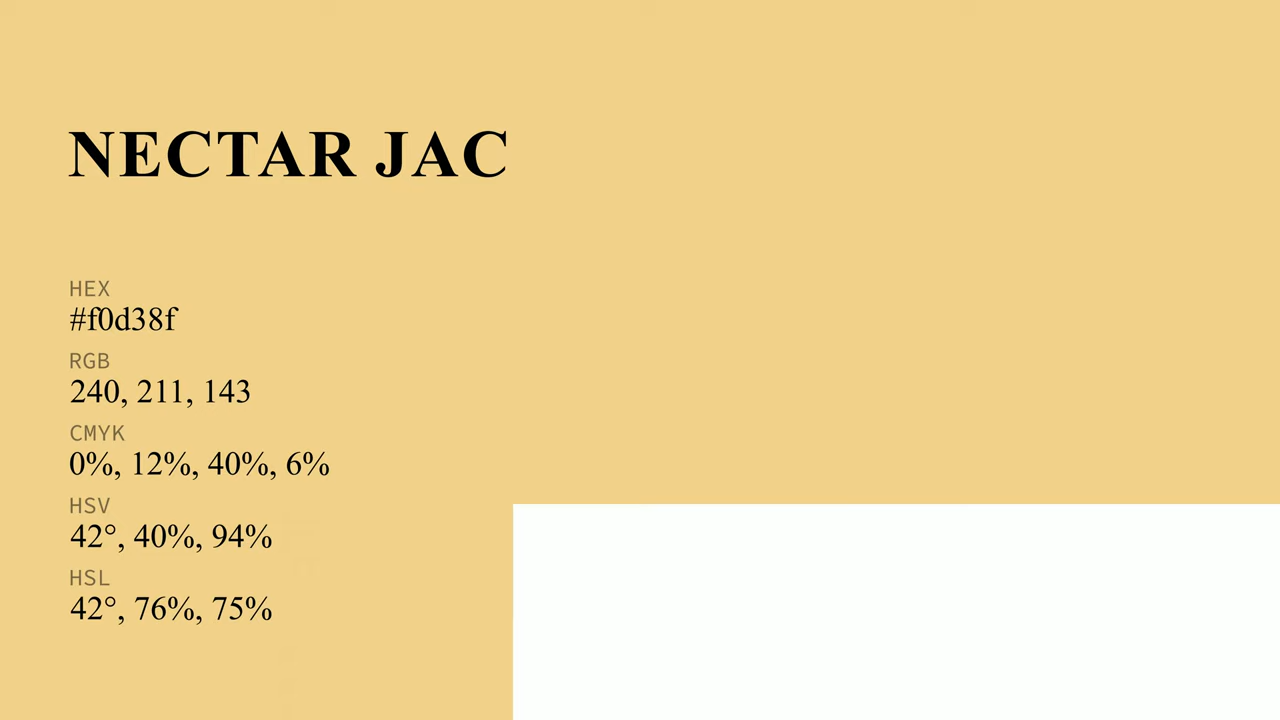 NECTAR JAC
HEX
#f0d38f
RGB
240, 211, 143
CMYK
0%, 12%, 40%, 6%
HSV
42°, 40%, 94%
HSL
42°, 76%, 75%